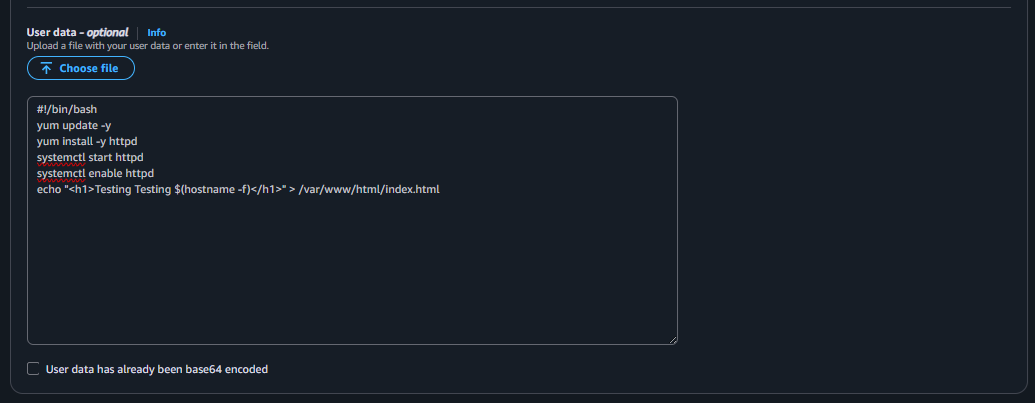 User data - optional | Info
Upload a file with your user data or enter it in the field.
Choose file
#!/bin/bash
yum update -y
yum install -y httpd
systemctl start httpd
systemctl enable httpd
echo "<h1>Testing Testing $(hostname -f)</h1>" > /var/www/html/index.html
User data has already been base64 encoded